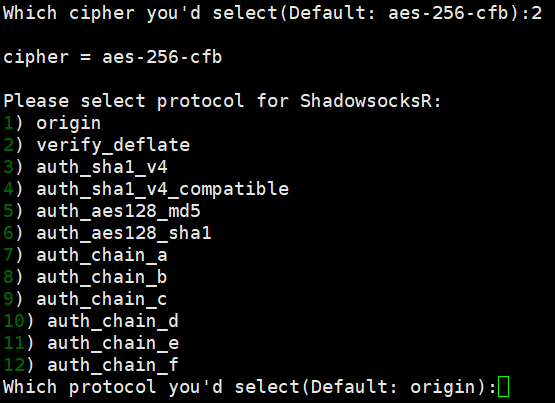 Which cipher you'd select(Default: aes-256-cfb):2
cipher = aes-256-cfb
Please select protocol for ShadowsocksR:
1) origin
2) verify_deflate
3) auth_sha1_v4
4) auth_sha1_v4_compatible
5) auth_aes128_md5
6) auth_aes128_sha1
7) auth_chain_a
8) auth_chain_b
9) auth_chain_c
10) auth_chain_d
11) auth_chain_e
12) auth_chain_f
Which protocol you'd select(Default: origin):